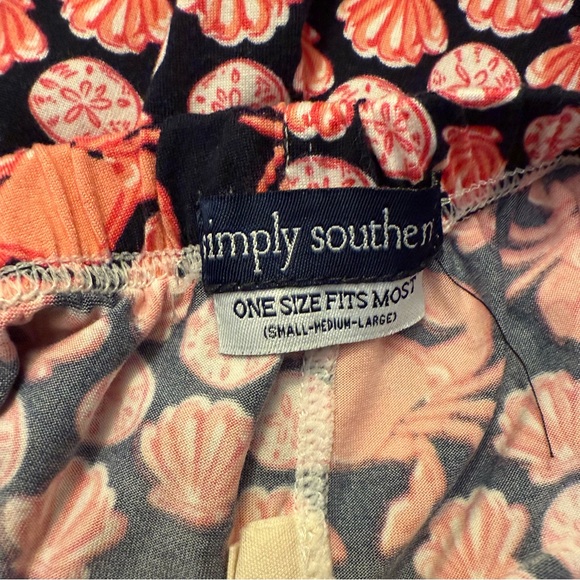 simply southern
ONE SIZE FITS MOST
(SMALL-MEDIUM-LARGE)